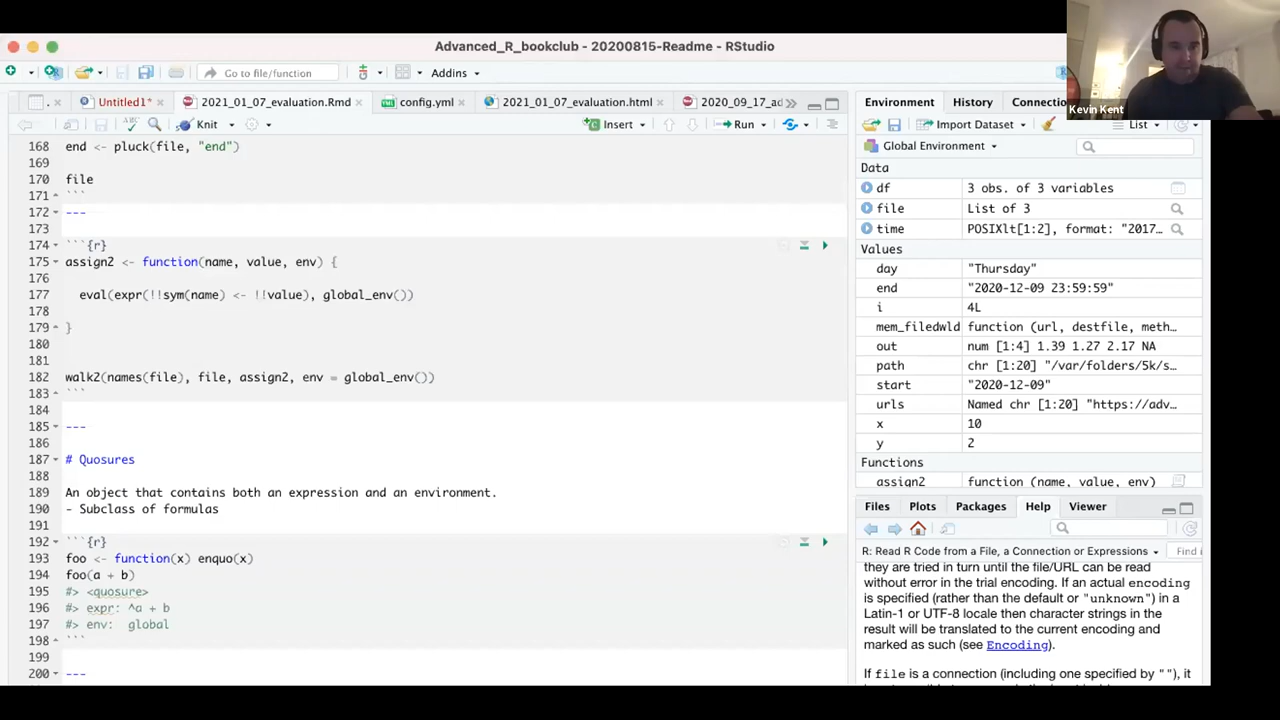 Advanced_R_bookclub - 20200815-Readme - RStudio
Kevin Kent
Go to file/function
Addins
Untitled1*
2021_01_07_evaluation.Rmd
config.yml
2021_01_07_evaluation.html
2020_09_17_ad
Knit
Insert
Run
168 end <- pluck(file, "end")
169
170 file
171 ```
172 ---
173
174 ```{r}
175 assign2 <- function(name, value, env) {
176
177 eval(expr(!!sym(name) <- !!value), global_env())
178
179 }
180
181
182 walk2(names(file), file, assign2, env = global_env())
183 ```
184
185 ---
186
187 # Quosures
188
189 An object that contains both an expression and an environment.
190 - Subclass of formulas
191
192 ```{r}
193 foo <- function(x) enquo(x)
194 foo(a + b)
195 #> <quosure>
196 #> expr: ^a + b
197 #> env:  global
198 ```
199
200 ---
Environment History Connectio
Import Dataset List
Global Environment
Data
df 3 obs. of 3 variables
file List of 3
time POSIXlt[1:2], format: "2017…
Values
day "Thursday"
end "2020-12-09 23:59:59"
i 4L
mem_filedwld function (url, destfile, meth…
out num [1:4] 1.39 1.27 2.17 NA
path chr [1:20] "/var/folders/5k/s…
start "2020-12-09"
urls Named chr [1:20] "https://adv…
x 10
y 2
Functions
assign2 function (name, value, env)
Files Plots Packages Help Viewer
R: Read R Code from a File, a Connection or Expressions Find i
they are tried in turn until the file/URL can be read
without error in the trial encoding. If an actual encoding
is specified (rather than the default or "unknown") in a
Latin-1 or UTF-8 locale then character strings in the
result will be translated to the current encoding and
marked as such (see Encoding).
If file is a connection (including one specified by ""), it